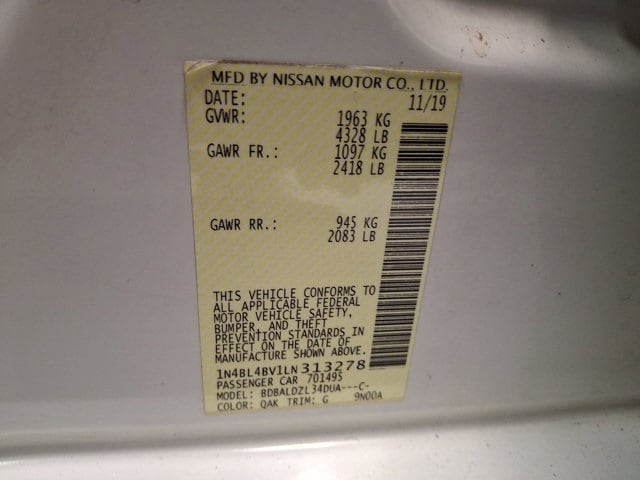 MFD BY NISSAN MOTOR CO., LTD.
DATE: 11/19
GVWR: 1963 KG
4328 LB
GAWR FR.: 1097 KG
2418 LB
GAWR RR.: 945 KG
2083 LB
THIS VEHICLE CONFORMS TO
ALL APPLICABLE FEDERAL
MOTOR VEHICLE SAFETY,
BUMPER, AND THEFT
PREVENTION STANDARDS IN
EFFECT ON THE DATE OF
MANUFACTURE SHOWN ABOVE.
1N4BL4BV1LN313278
PASSENGER CAR 701495
MODEL: BDBALDZL34DUA---C-
COLOR: QAK TRIM: G 9N00A